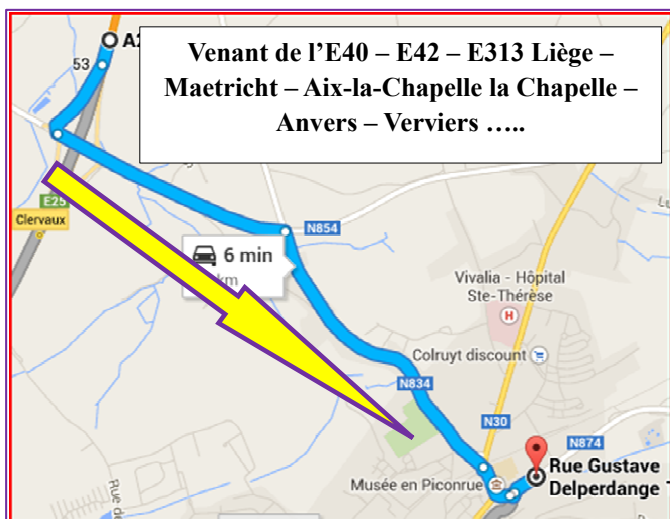 Venant de l’E40 – E42 – E313 Liège –
Maetricht – Aix-la-Chapelle la Chapelle –
Anvers – Verviers …..
53
E25
Clervaux
N854
6 min
km
Vivalia - Hôpital
Ste-Thérèse
H
Colruyt discount
N834
N30
N874
Musée en Piconrue
Rue Gustave
Delperdange
Rue de